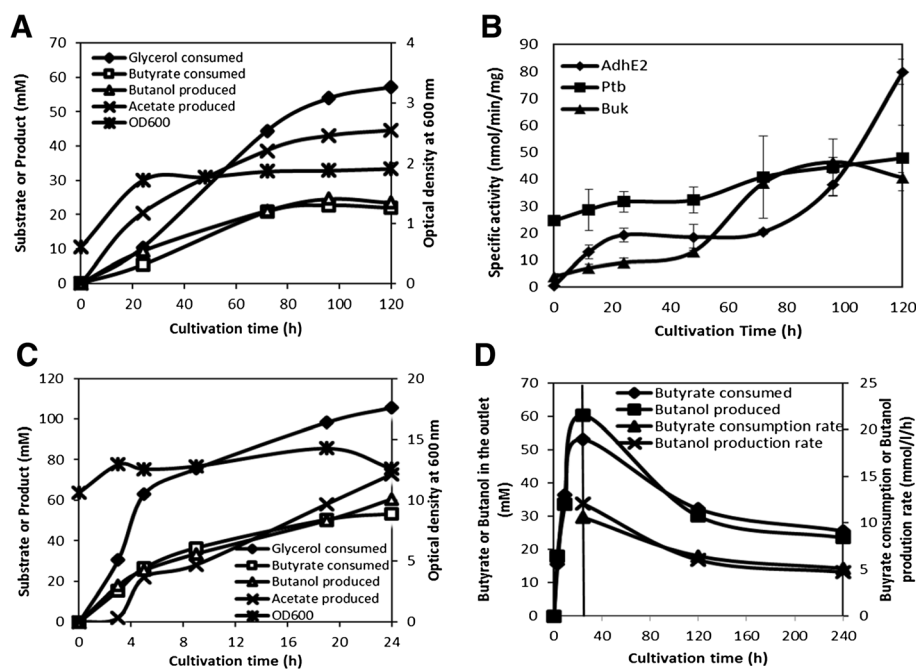 A
Substrate or Product (mM)
70
60
50
40
30
20
10
0
Glycerol consumed
Butyrate consumed
Butanol produced
Acetate produced
OD600
4
3
2
1
0
Optical density at 600 nm
0 20 40 60 80 100 120
Cultivation time (h)
B
Specific activity (nmol/min/mg)
90
80
70
60
50
40
30
20
10
0
AdhE2
Ptb
Buk
0 20 40 60 80 100 120
Cultivation Time (h)
C
Substrate or Product (mM)
120
100
80
60
40
20
0
Glycerol consumed
Butyrate consumed
Butanol produced
Acetate produced
OD600
20
15
10
5
0
Optical density at 600 nm
0 4 8 12 16 20 24
Cultivation time (h)
D
Butyrate or Butanol in the outlet
(mM)
70
60
50
40
30
20
10
0
Butyrate consumed
Butanol produced
Butyrate consumption rate
Butanol production rate
25
20
15
10
5
0
Buyrate consumption or Butanol
prodution rate (mmol/l/h)
0 40 80 120 160 200 240
Cultivation time (h)